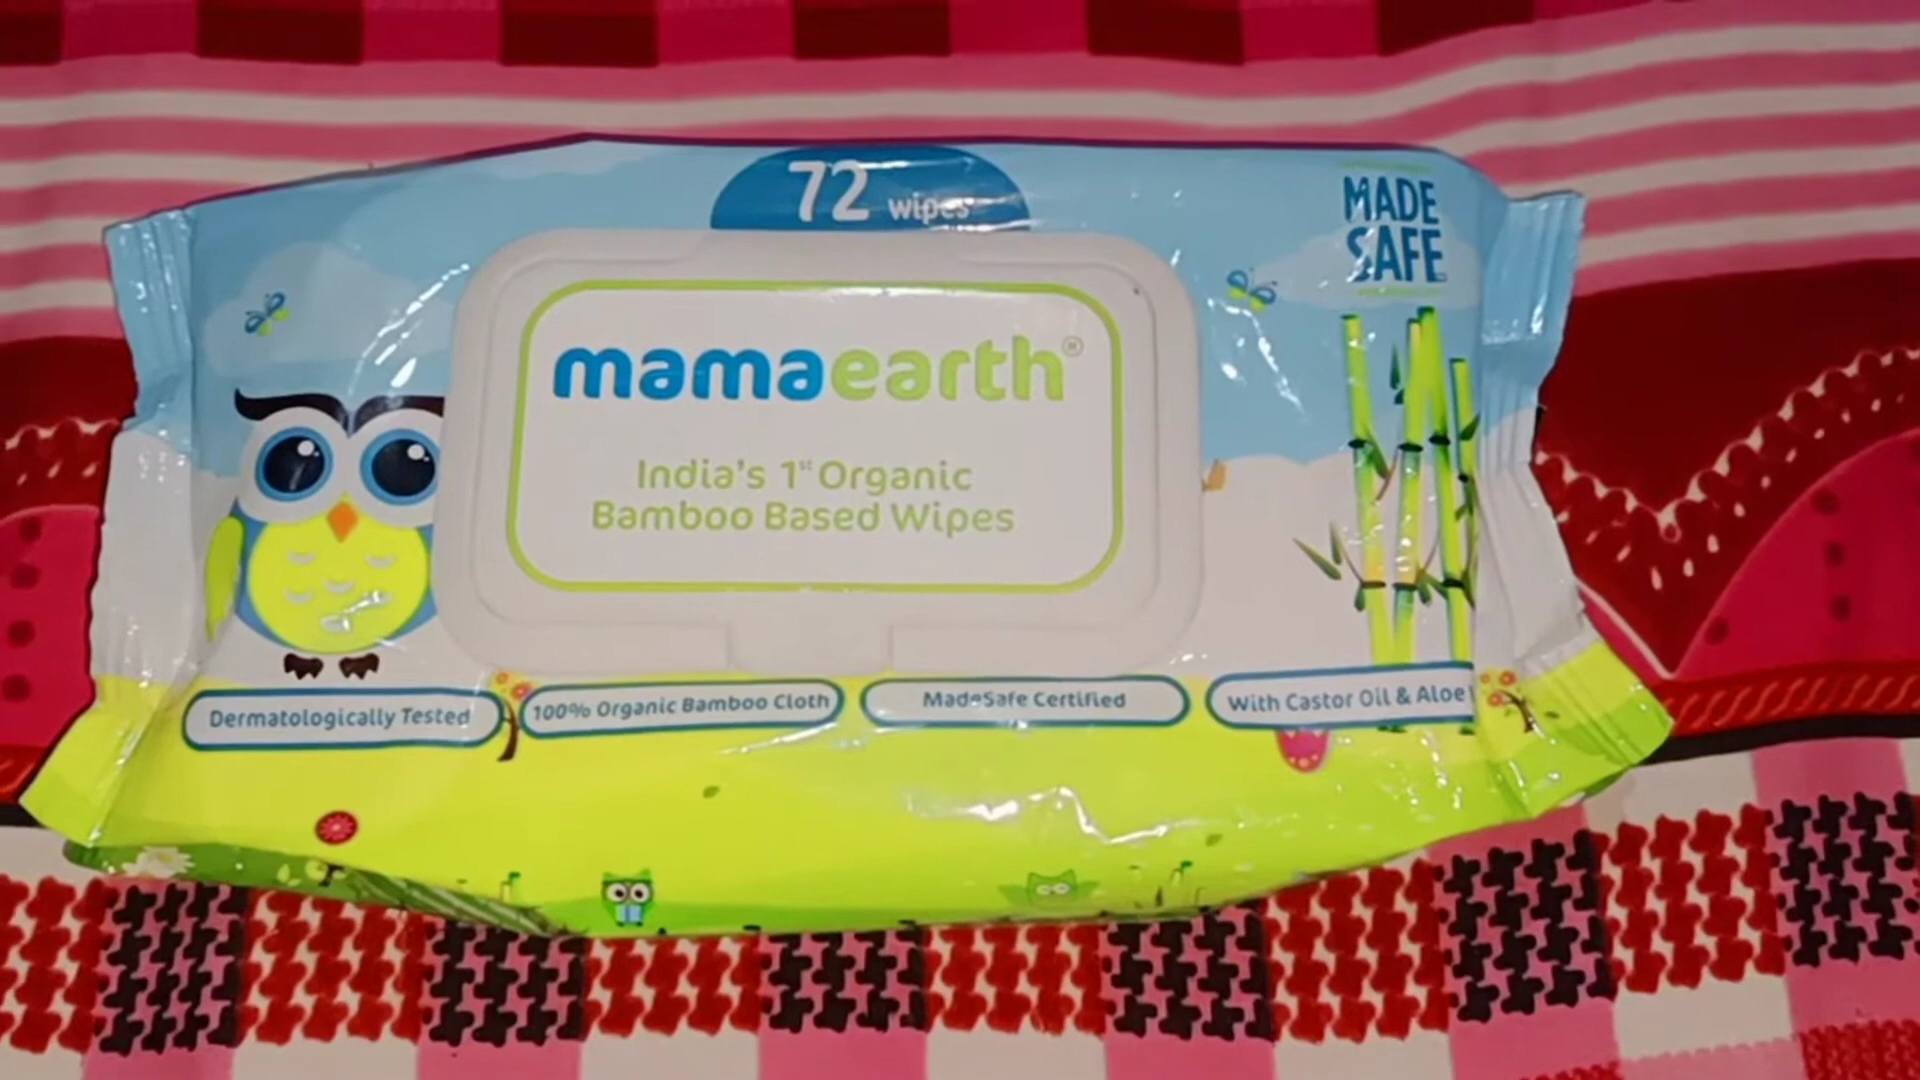 72 wipes
MADE
SAFE
mamaearth®
India's 1st Organic
Bamboo Based Wipes
Dermatologically Tested
100% Organic Bamboo Cloth
MadeSafe Certified
With Castor Oil & Aloe